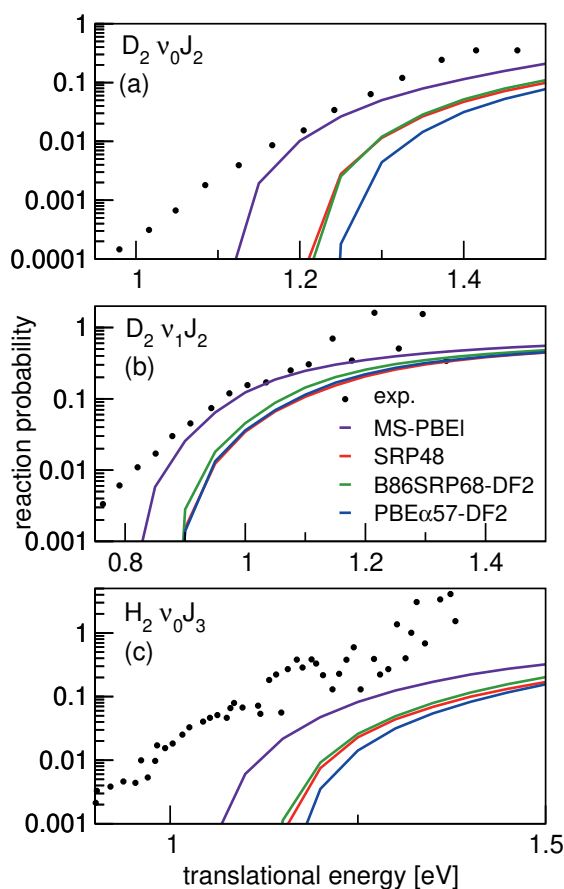 1
D₂ ν₀J₂
(a)
0.1
0.01
0.001
0.0001
1 1.2 1.4
D₂ ν₁J₂
(b)
1
0.1
0.01
0.001
exp.
MS-PBEl
SRP48
B86SRP68-DF2
PBEα57-DF2
0.8 1 1.2 1.4
reaction probability
H₂ ν₀J₃
(c)
1
0.1
0.01
0.001
1 1.5
translational energy [eV]